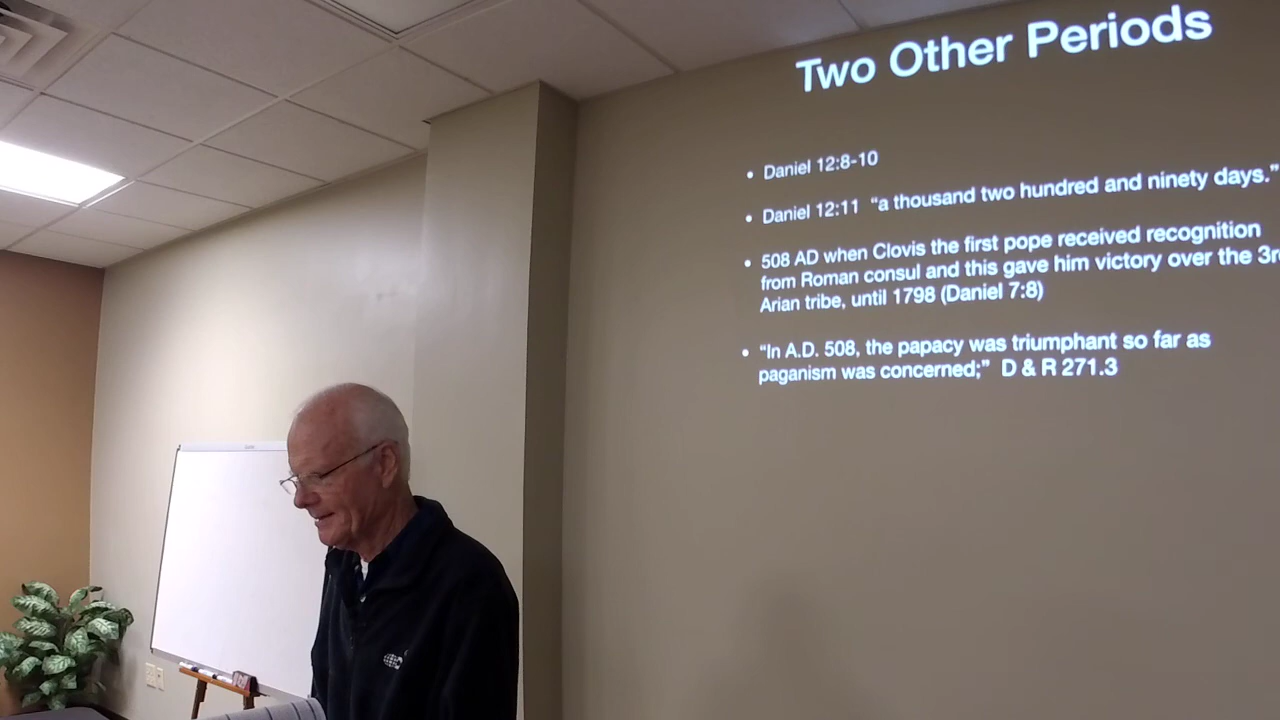 Two Other Periods
• Daniel 12:8-10
• Daniel 12:11 “a thousand two hundred and ninety days.”
• 508 AD when Clovis the first pope received recognition
from Roman consul and this gave him victory over the 3r
Arian tribe, until 1798 (Daniel 7:8)
• “In A.D. 508, the papacy was triumphant so far as
paganism was concerned;” D & R 271.3